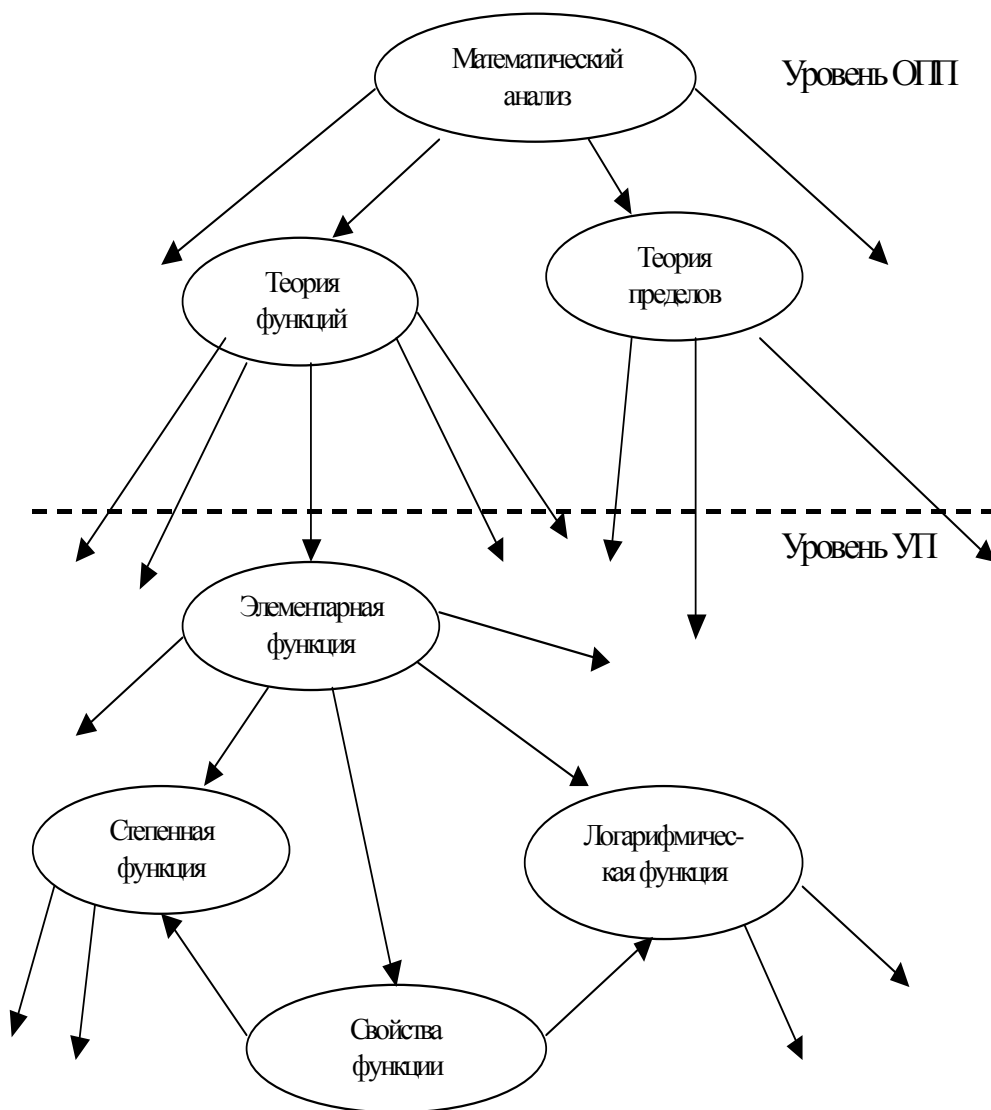 Математический
анализ
Уровень ОПП
Теория
функций
Теория
пределов
Уровень УП
Элементарная
функция
Степенная
функция
Логарифмичес-
кая функция
Свойства
функции